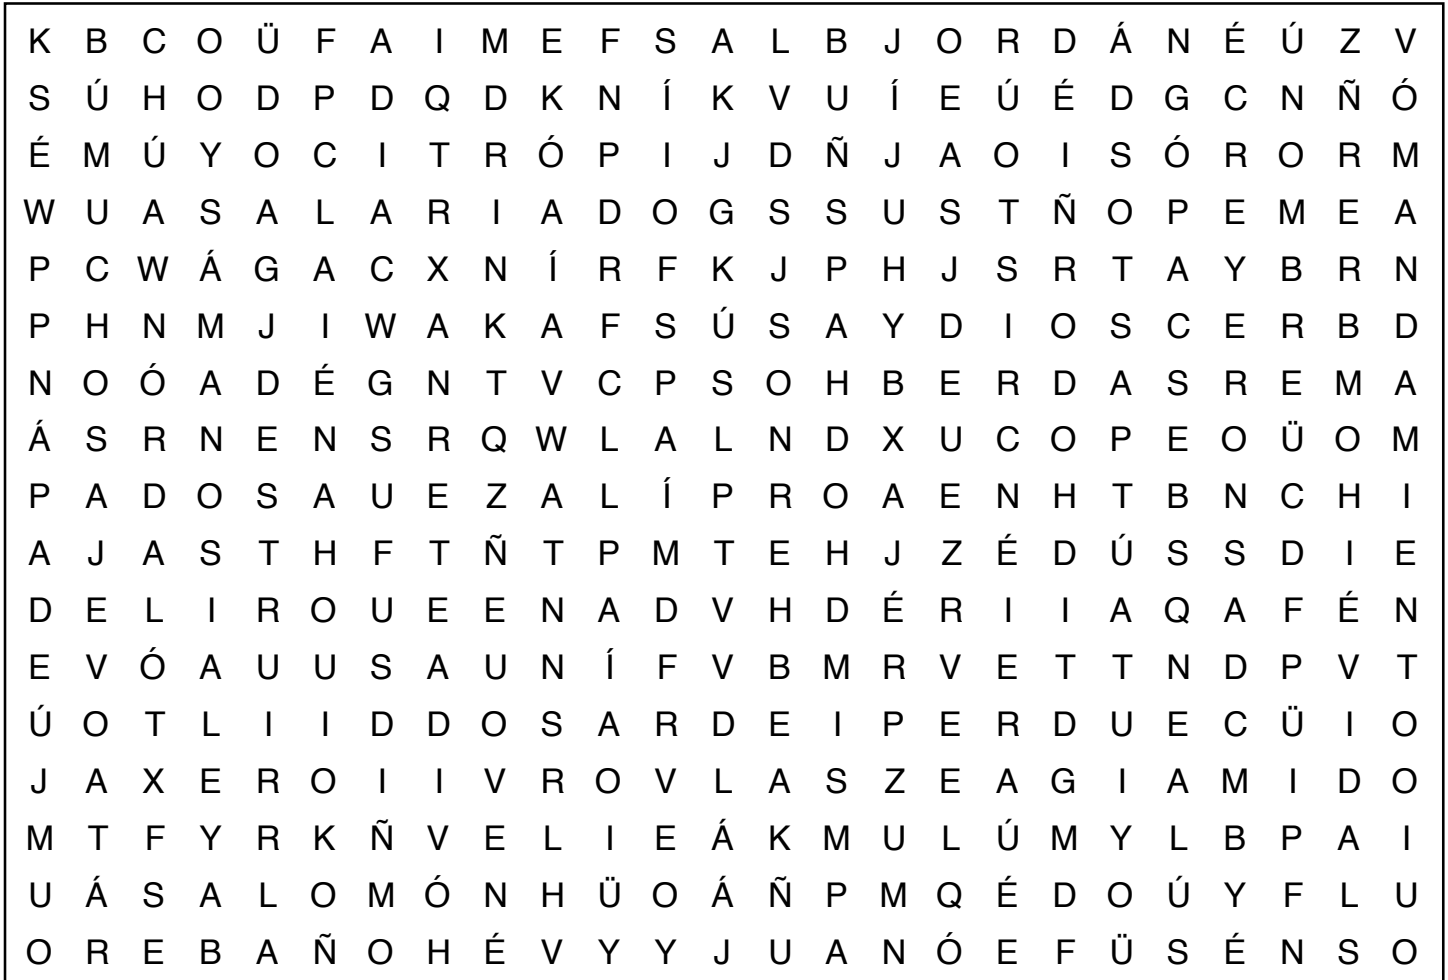 K B C O Ü F A I M E F S A L B J O R D Á N É Ú Z V
S Ú H O D P D Q D K N Í K V U Í E Ú É D G C N Ñ Ó
É M Ú Y O C I T R Ó P I J D Ñ J A O I S Ó R O R M
W U A S A L A R I A D O G S S U S T Ñ O P E M E A
P C W Á G A C X N Í R F K J P H J S R T A Y B R N
P H N M J I W A K A F S Ú S A Y D I O S C E R B D
N O Ó A D É G N T V C P S O H B E R D A S R E M A
Á S R N E N S R Q W L A L N D X U C O P E O Ü O M
P A D O S A U E Z A L Í P R O A E N H T B N C H I
A J A S T H F T Ñ T P M T E H J Z É D Ú S S D I E
D E L I R O U E E N A D V H D É R I I A Q A F É N
E V Ó A U U S A U N Í F V B M R V E T T N D P V T
Ú O T L I I D D O S A R D E I P E R D U E C Ü I O
J A X E R O I I V R O V L A S Z E A G I A M I D O
M T F Y R K Ñ V E L I E Á K M U L Ú M Y L B P A I
U Á S A L O M Ó N H Ü O Á Ñ P M Q É D O Ú Y F L U
O R E B A Ñ O H É V Y Y J U A N Ó E F Ü S É N S O